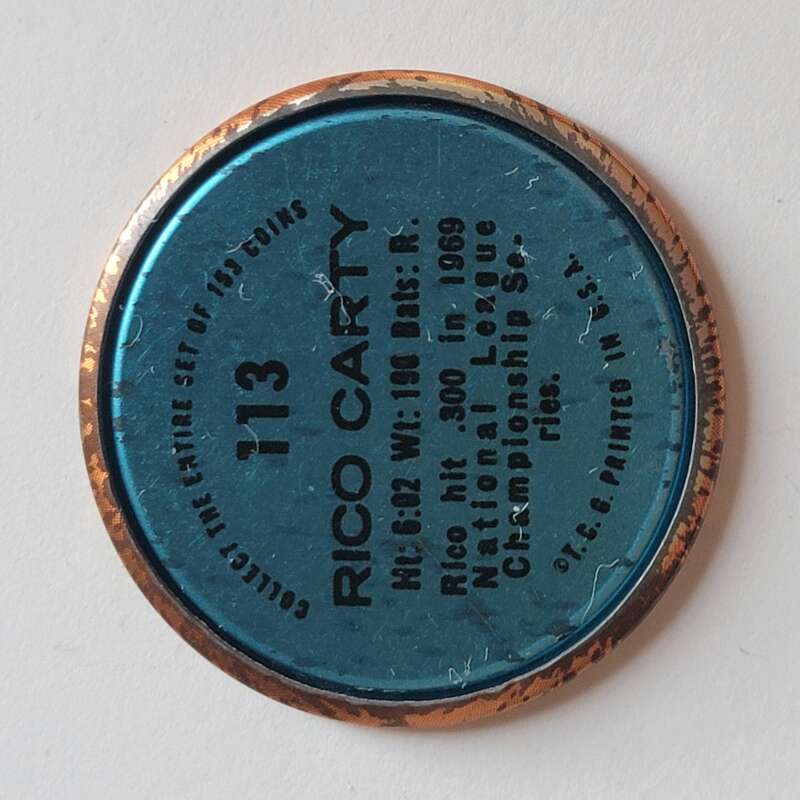 COLLECT THE ENTIRE SET OF 153 COINS
113
RICO CARTY
Ht: 6:02 Wt: 190 Bats: R.
Rico hit .300 in 1969
National League
Championship Se-
ries.
©T. C. G. PRINTED IN U.S.A.